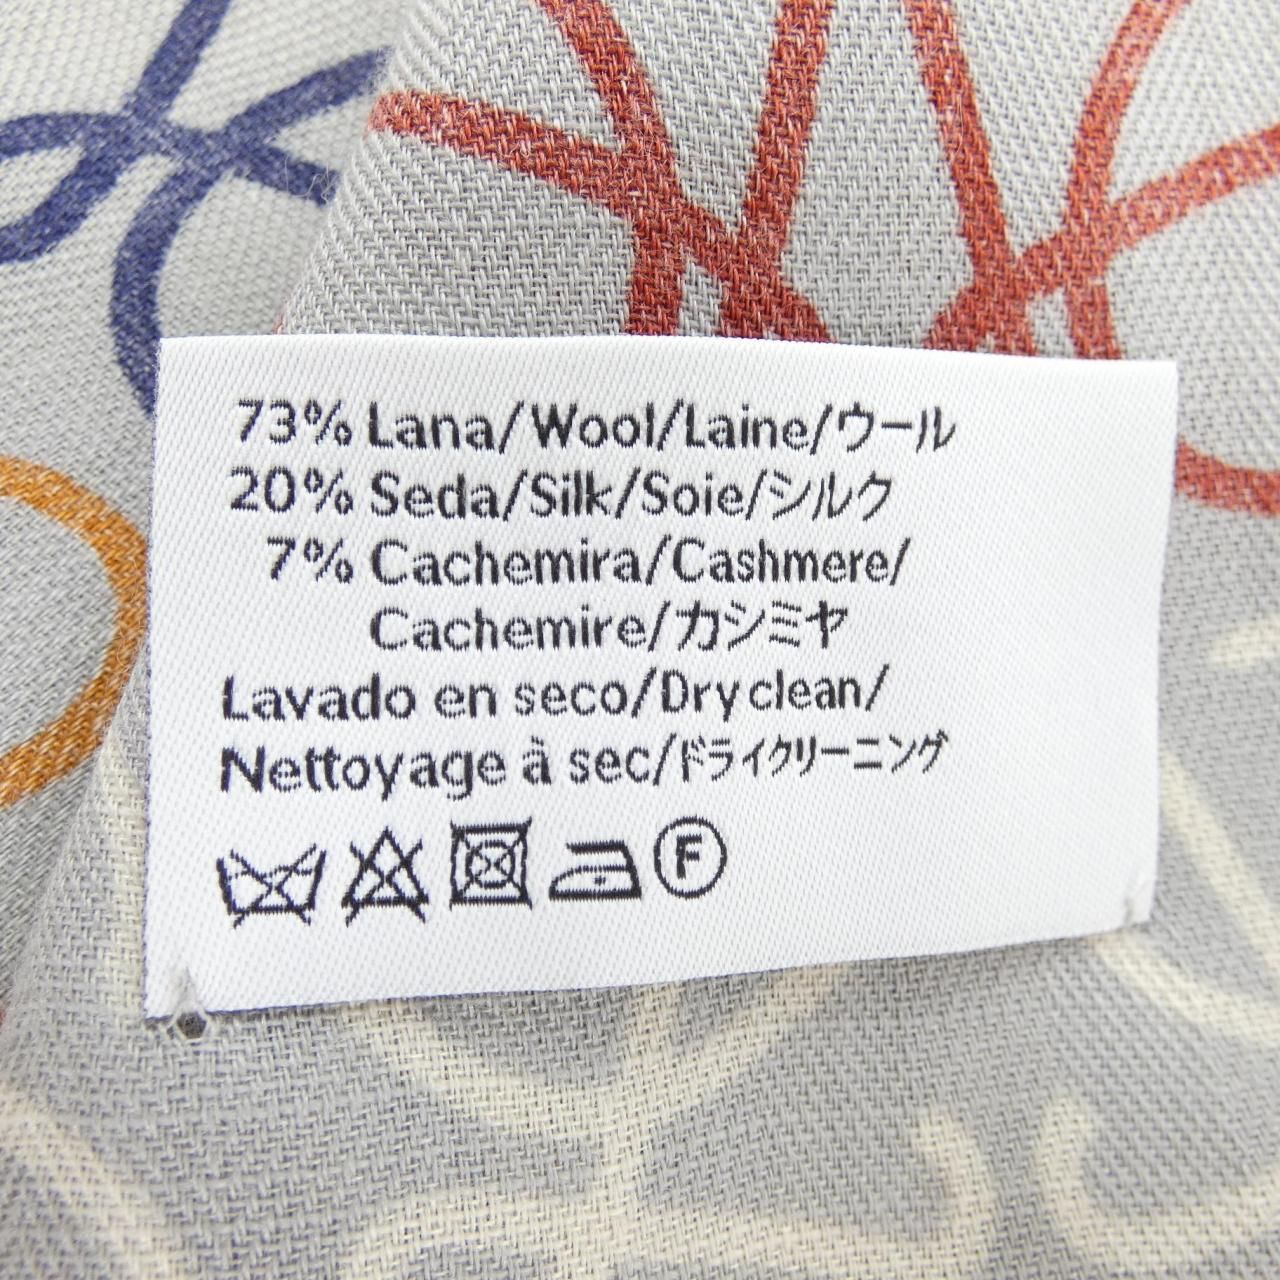 73% Lana/Wool/Laine/ウール
20% Seda/Silk/Soie/シルク
7% Cachemira/Cashmere/
Cachemire/カシミヤ
Lavado en seco/Dry clean/
Nettoyage à sec/ドライクリーニング
F